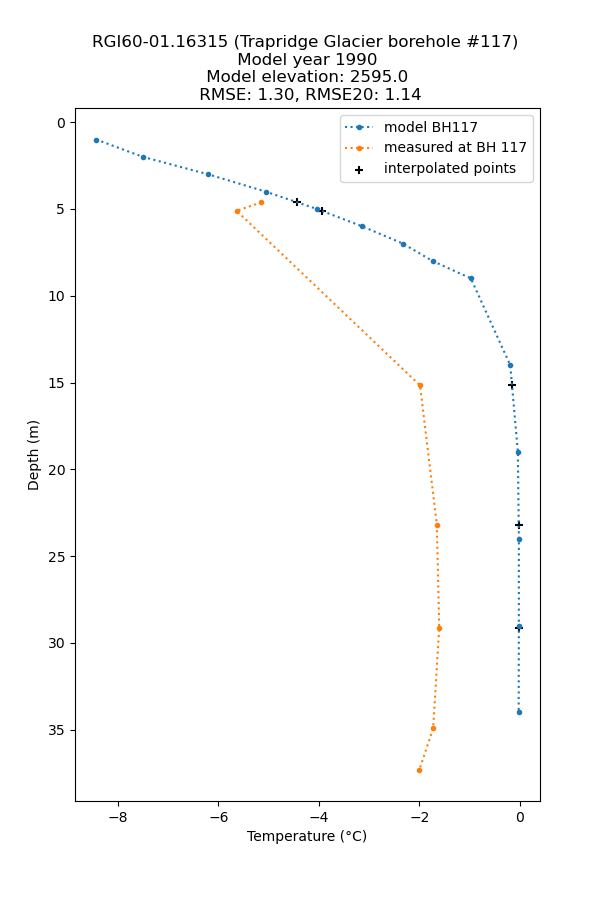 RGI60-01.16315 (Trapridge Glacier borehole #117)
Model year 1990
Model elevation: 2595.0
RMSE: 1.30, RMSE20: 1.14
model BH117
measured at BH 117
interpolated points
0
5
10
15
20
25
30
35
Depth (m)
−8
−6
−4
−2
0
Temperature (°C)